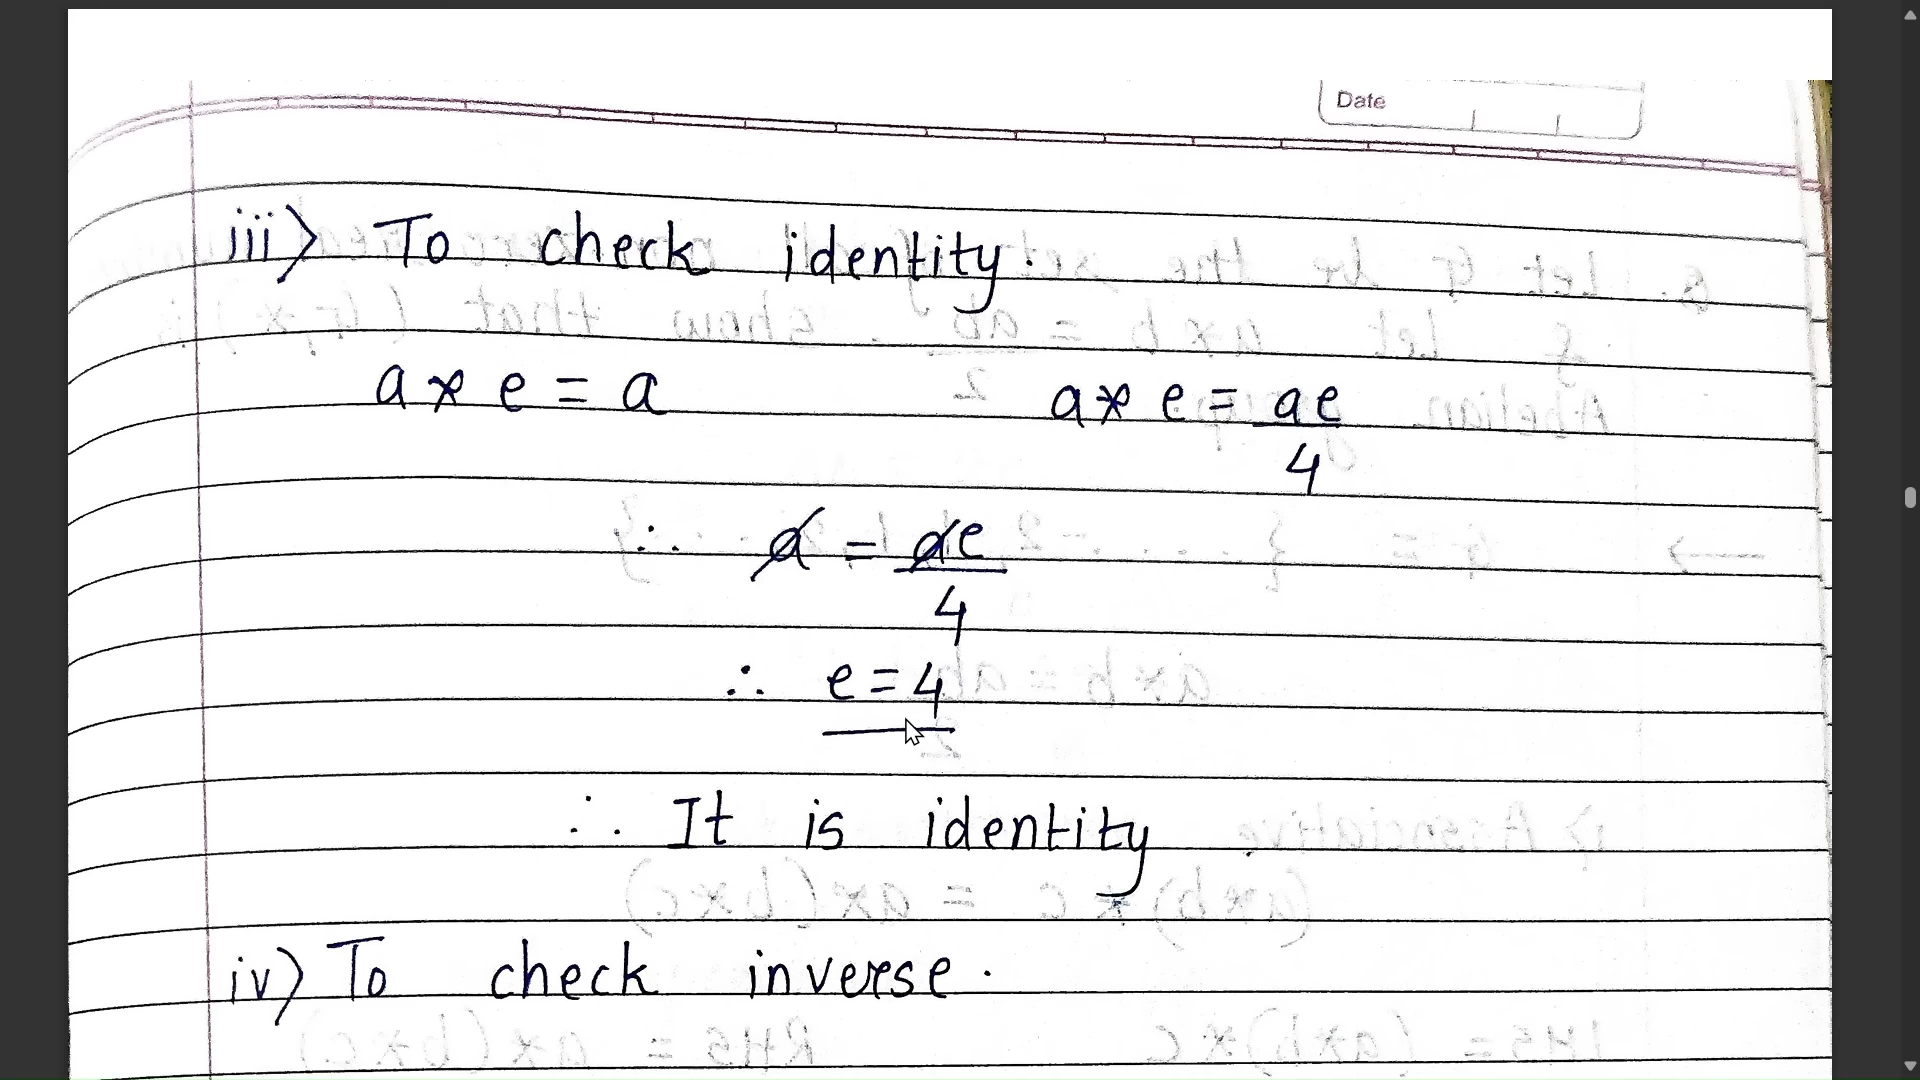 Date
iii) To check identity.
a * e = a a * e = ae/4
∴ a = ae/4
∴ e = 4
∴ It is identity
iv) To check inverse.